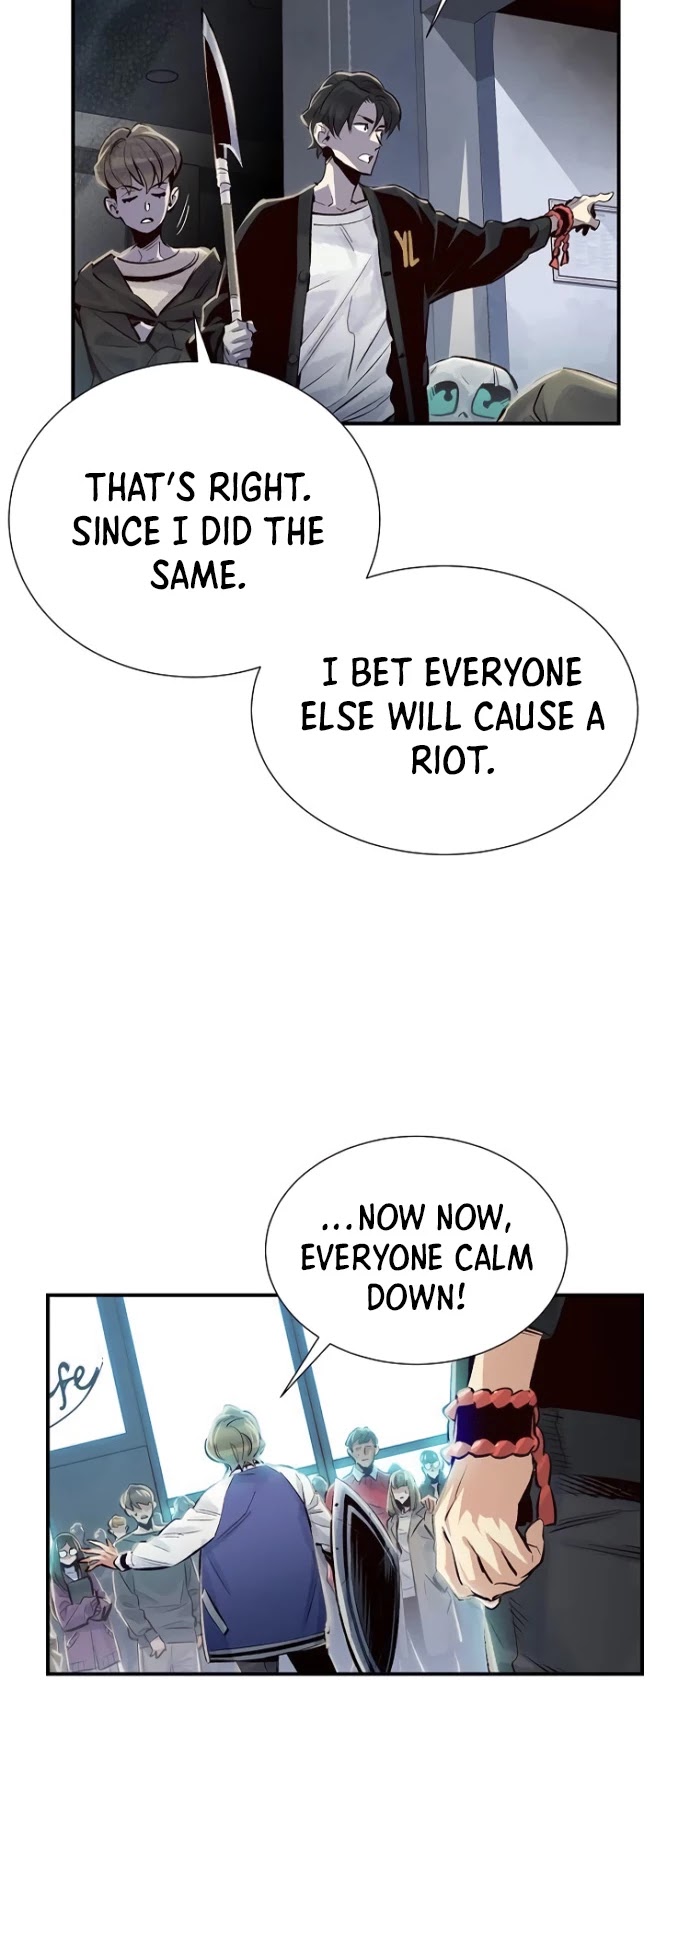 YL
THAT'S RIGHT.
SINCE I DID THE
SAME.
I BET EVERYONE
ELSE WILL CAUSE A
RIOT.
...NOW NOW,
EVERYONE CALM
DOWN!